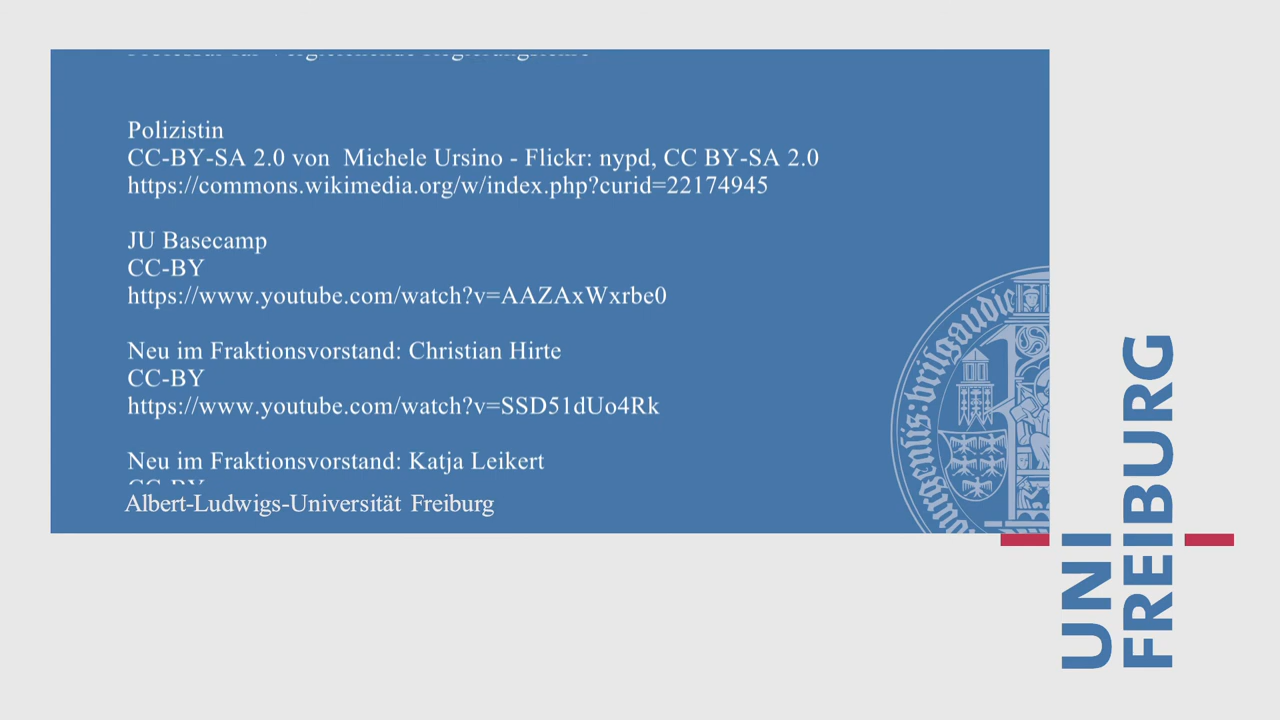 Polizistin
CC-BY-SA 2.0 von Michele Ursino - Flickr: nypd, CC BY-SA 2.0
https://commons.wikimedia.org/w/index.php?curid=22174945
JU Basecamp
CC-BY
https://www.youtube.com/watch?v=AAZAxWxrbe0
Neu im Fraktionsvorstand: Christian Hirte
CC-BY
https://www.youtube.com/watch?v=SSD51dUo4Rk
Neu im Fraktionsvorstand: Katja Leikert
CC-BY
Albert-Ludwigs-Universität Freiburg
UNI
FREIBURG